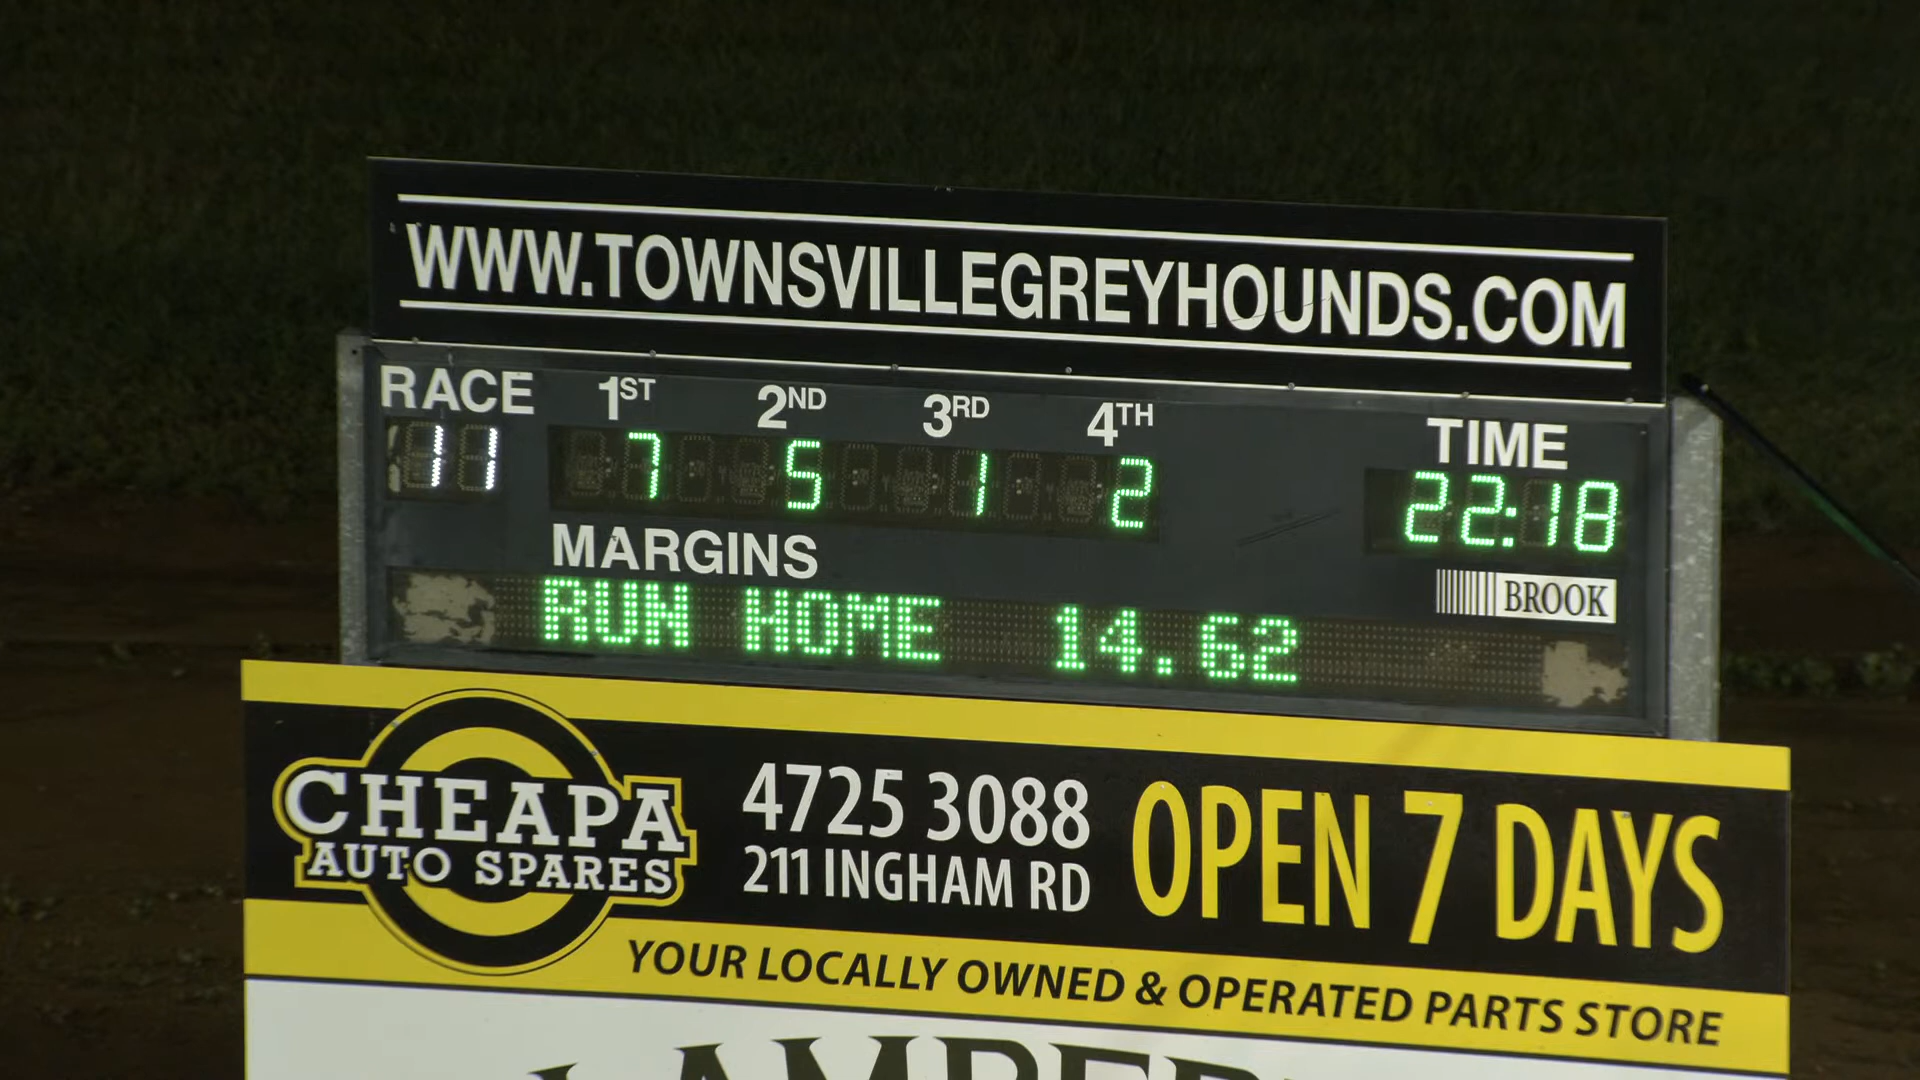 WWW.TOWNSVILLEGREYHOUNDS.COM
RACE 1ST 2ND 3RD 4TH TIME
11 7 5 1 2 22:18
MARGINS
BROOK
RUN HOME 14.62
CHEAPA
AUTO SPARES
4725 3088
211 INGHAM RD
OPEN 7 DAYS
YOUR LOCALLY OWNED & OPERATED PARTS STORE